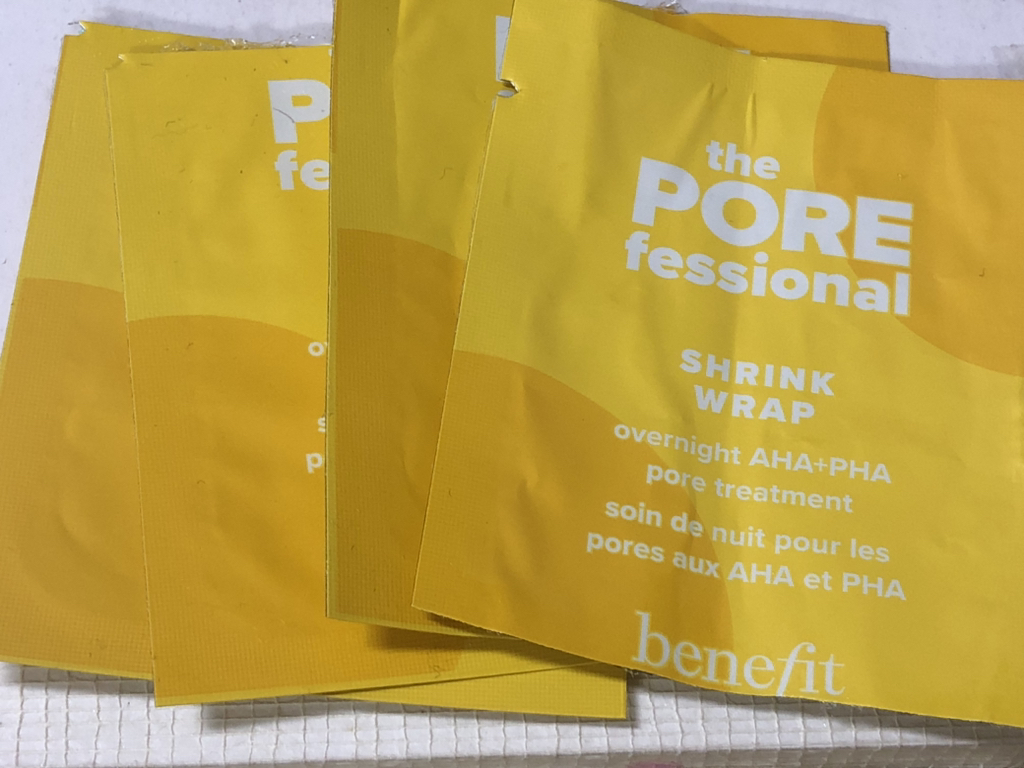 P
fe
the
PORE
fessional
SHRINK
WRAP
overnight AHA+PHA
pore treatment
soin de nuit pour les
pores aux AHA et PHA
benefit